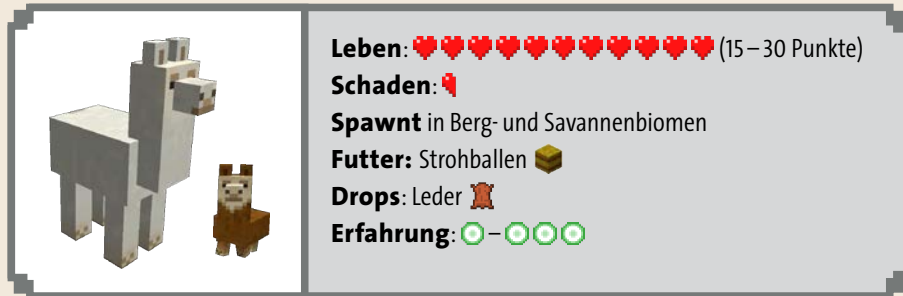 Leben: (15–30 Punkte)
Schaden:
Spawnt in Berg- und Savannenbiomen
Futter: Strohballen
Drops: Leder
Erfahrung: –